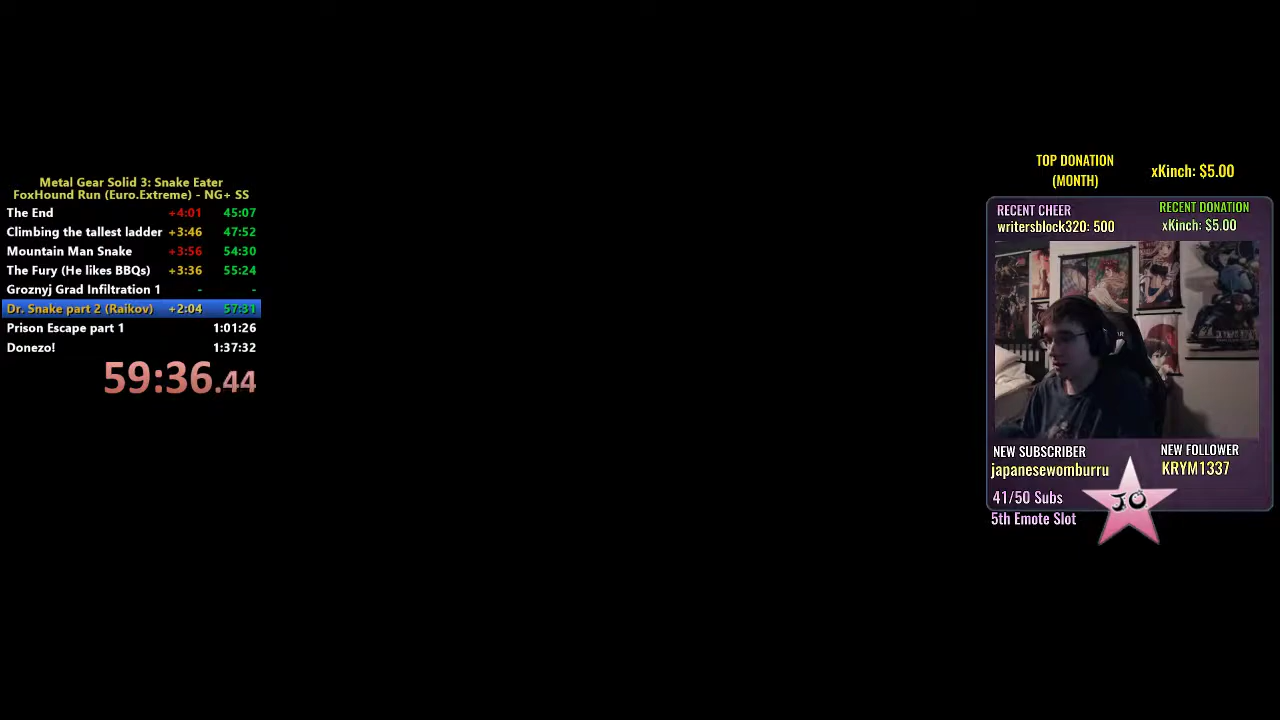 Metal Gear Solid 3: Snake Eater
FoxHound Run (Euro.Extreme) - NG+ SS
The End +4:01 45:07
Climbing the tallest ladder +3:46 47:52
Mountain Man Snake +3:56 54:30
The Fury (He likes BBQs) +3:36 55:24
Groznyj Grad Infiltration 1 - -
Dr. Snake part 2 (Raikov) +2:04 57:31
Prison Escape part 1 1:01:26
Donezo! 1:37:32
59:36.44
TOP DONATION
(MONTH)
xKinch: $5.00
RECENT CHEER
writersblock320: 500
RECENT DONATION
xKinch: $5.00
NEW SUBSCRIBER
japanesewomburru
NEW FOLLOWER
KRYM1337
41/50 Subs
5th Emote Slot
JO